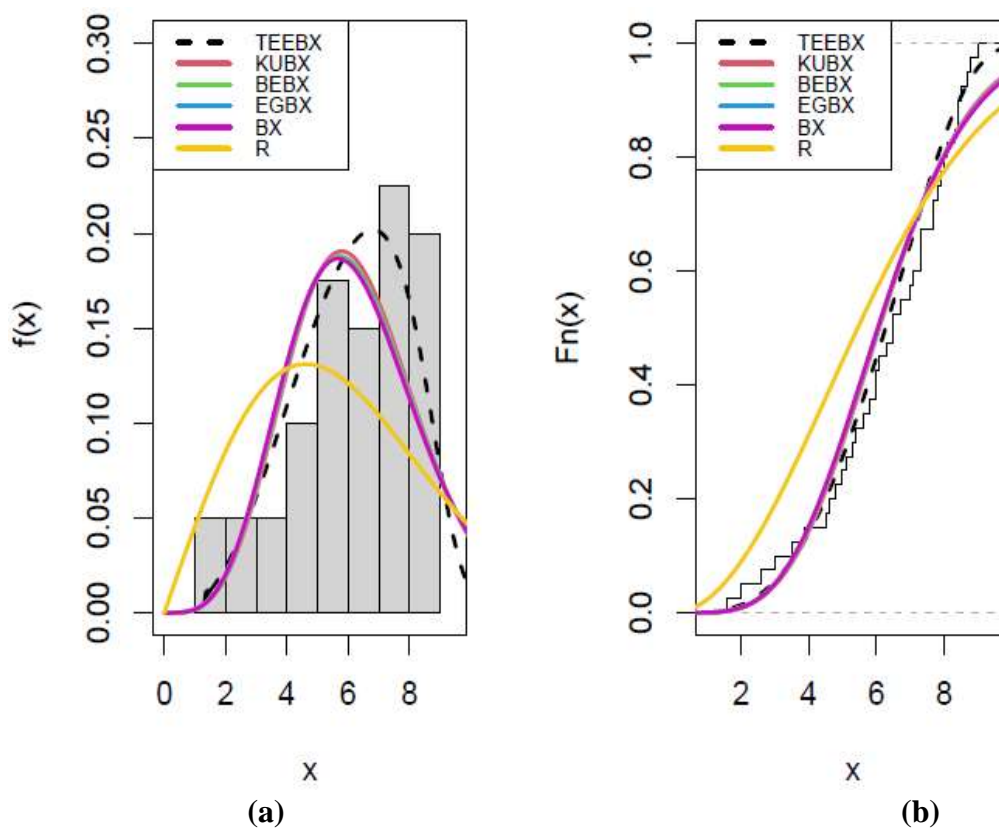 f(x)
0.00 0.05 0.10 0.15 0.20 0.25 0.30
TEEBX
KUBX
BEBX
EGBX
BX
R
0 2 4 6 8
x
(a)
Fn(x)
0.0 0.2 0.4 0.6 0.8 1.0
TEEBX
KUBX
BEBX
EGBX
BX
R
2 4 6 8
x
(b)